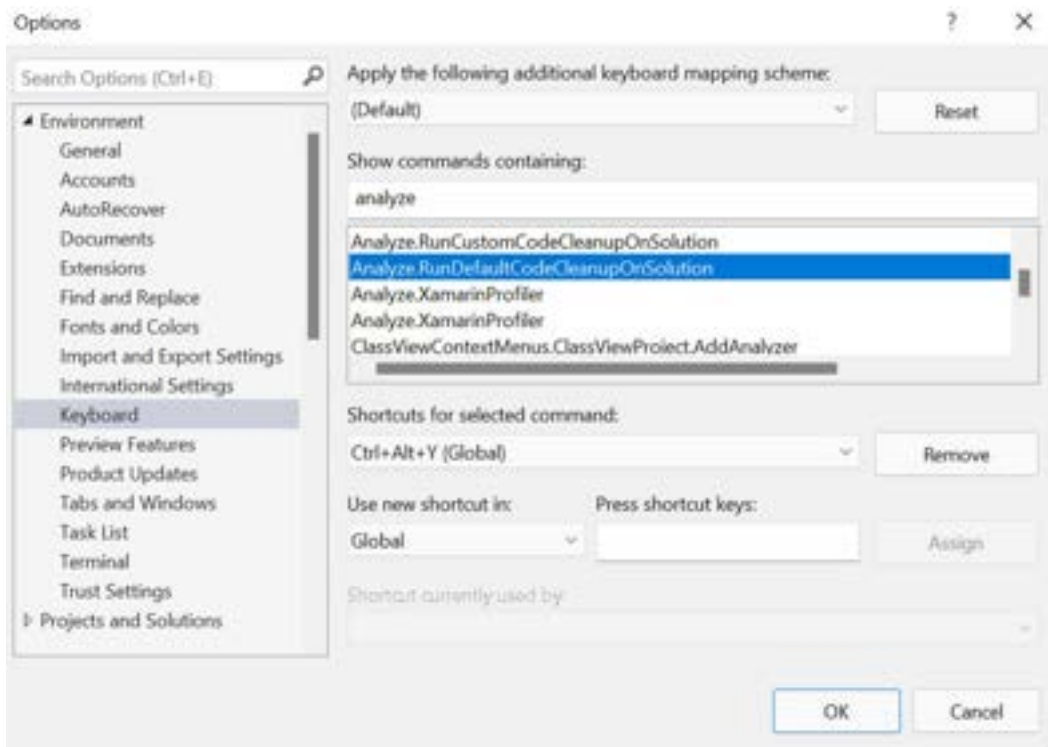 Options
?
Search Options (Ctrl+E)
Environment
General
Accounts
AutoRecover
Documents
Extensions
Find and Replace
Fonts and Colors
Import and Export Settings
International Settings
Keyboard
Preview Features
Product Updates
Tabs and Windows
Task List
Terminal
Trust Settings
Projects and Solutions
Apply the following additional keyboard mapping scheme:
(Default)
Reset
Show commands containing:
analyze
Analyze.RunCustomCodeCleanupOnSolution
Analyze.RunDefaultCodeCleanupOnSolution
Analyze.XamarinProfiler
Analyze.XamarinProfiler
ClassViewContextMenus.ClassViewProject.AddAnalyzer
Shortcuts for selected command:
Ctrl+Alt+Y (Global)
Remove
Use new shortcut in:
Press shortcut keys:
Global
Assign
Shortcut currently used by:
OK
Cancel